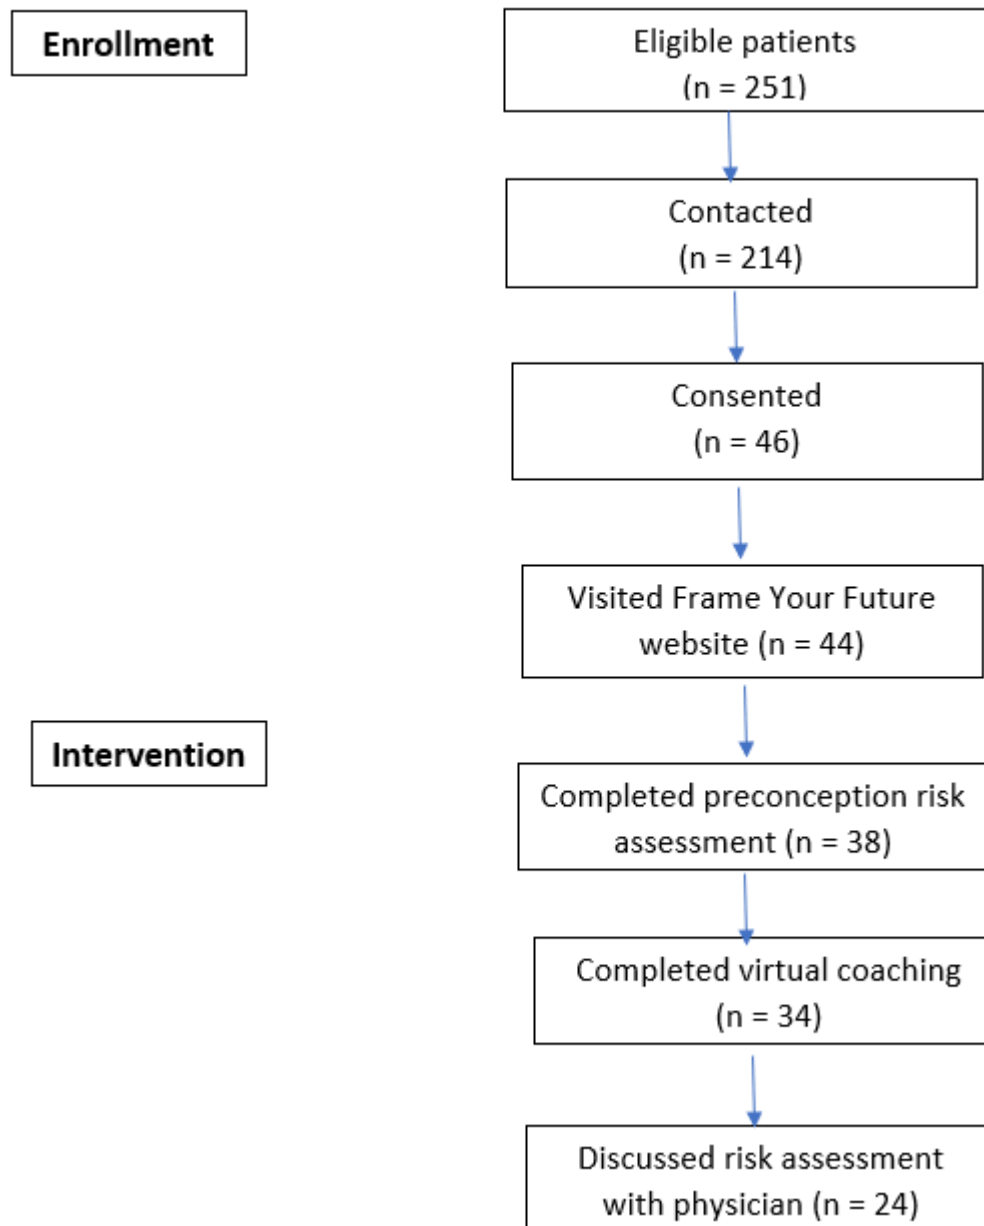 Enrollment
Eligible patients
(n = 251)
Contacted
(n = 214)
Consented
(n = 46)
Visited Frame Your Future
website (n = 44)
Intervention
Completed preconception risk
assessment (n = 38)
Completed virtual coaching
(n = 34)
Discussed risk assessment
with physician (n = 24)